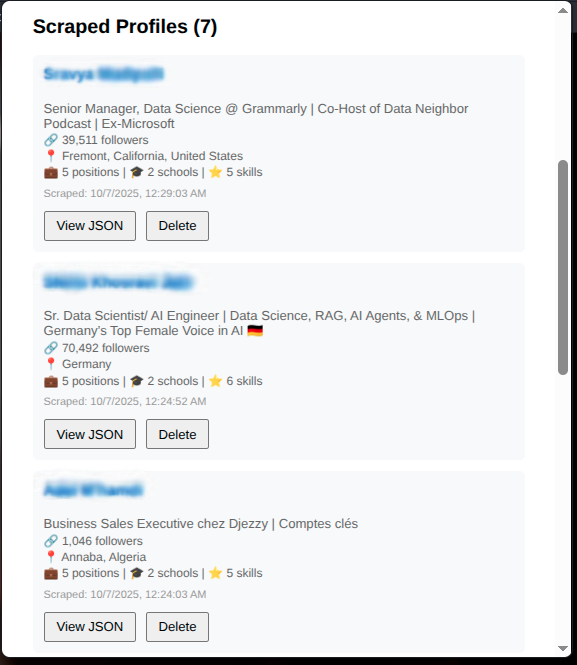 Scraped Profiles (7)
Senior Manager, Data Science @ Grammarly | Co-Host of Data Neighbor
Podcast | Ex-Microsoft
🔗 39,511 followers
📍 Fremont, California, United States
💼 5 positions | 🎓 2 schools | ⭐ 5 skills
Scraped: 10/7/2025, 12:29:03 AM
View JSON Delete
Sr. Data Scientist/ AI Engineer | Data Science, RAG, AI Agents, & MLOps |
Germany's Top Female Voice in AI 🇩🇪
🔗 70,492 followers
📍 Germany
💼 5 positions | 🎓 2 schools | ⭐ 6 skills
Scraped: 10/7/2025, 12:24:52 AM
View JSON Delete
Business Sales Executive chez Djezzy | Comptes clés
🔗 1,046 followers
📍 Annaba, Algeria
💼 5 positions | 🎓 2 schools | ⭐ 5 skills
Scraped: 10/7/2025, 12:24:03 AM
View JSON Delete